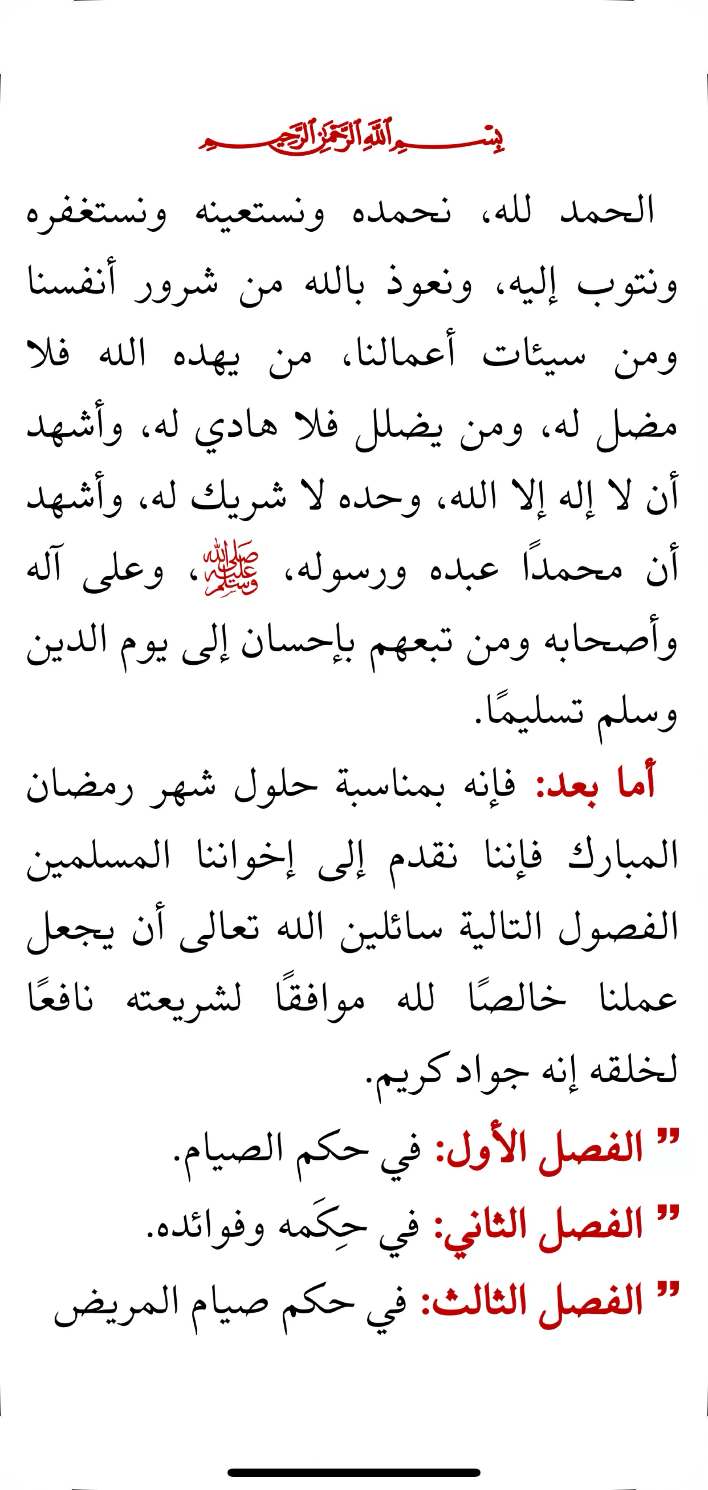 بِسْمِ ٱللَّهِ ٱلرَّحْمَٰنِ ٱلرَّحِيمِ
الحمد لله، نحمده ونستعينه ونستغفره
ونتوب إليه، ونعوذ بالله من شرور أنفسنا
ومن سيئات أعمالنا، من يهده الله فلا
مضل له، ومن يضلل فلا هادي له، وأشهد
أن لا إله إلا الله، وحده لا شريك له، وأشهد
أن محمدًا عبده ورسوله، ﷺ، وعلى آله
وأصحابه ومن تبعهم بإحسان إلى يوم الدين
وسلم تسليمًا.
أما بعد: فإنه بمناسبة حلول شهر رمضان
المبارك فإننا نقدم إلى إخواننا المسلمين
الفصول التالية سائلين الله تعالى أن يجعل
عملنا خالصًا لله موافقًا لشريعته نافعًا
لخلقه إنه جواد كريم.
❞ الفصل الأول: في حكم الصيام.
❞ الفصل الثاني: في حِكَمه وفوائده.
❞ الفصل الثالث: في حكم صيام المريض